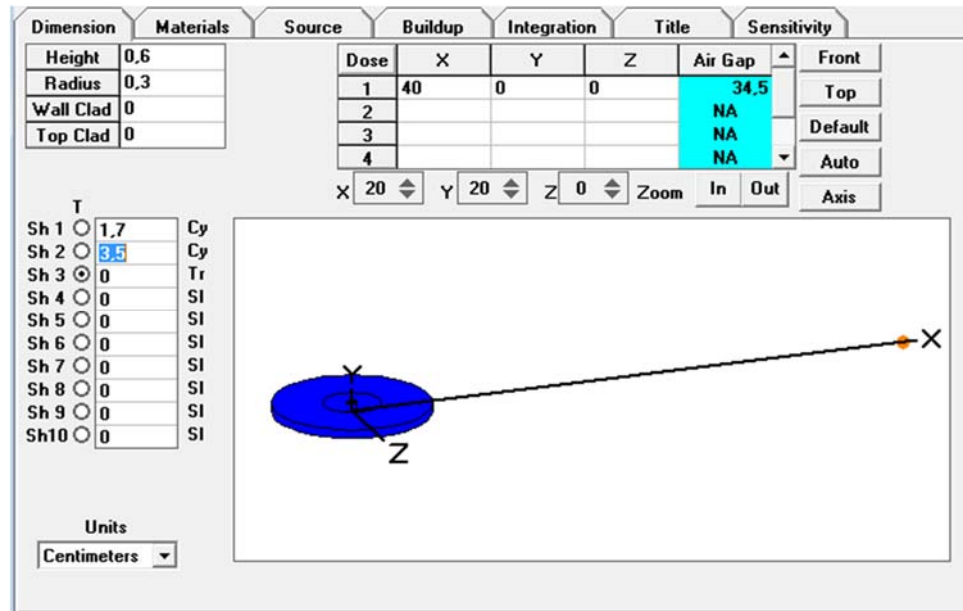 Dimension Materials Source Buildup Integration Title Sensitivity
Height 0,6
Radius 0,3
Wall Clad 0
Top Clad 0
Dose X Y Z Air Gap
1 40 0 0 34,5
2 NA
3 NA
4 NA
Front
Top
Default
Auto
Axis
X 20 Y 20 Z 0 Zoom In Out
T
Sh 1 1,7 Cy
Sh 2 3,5 Cy
Sh 3 0 Tr
Sh 4 0 Sl
Sh 5 0 Sl
Sh 6 0 Sl
Sh 7 0 Sl
Sh 8 0 Sl
Sh 9 0 Sl
Sh10 0 Sl
Y
X
Z
Units
Centimeters